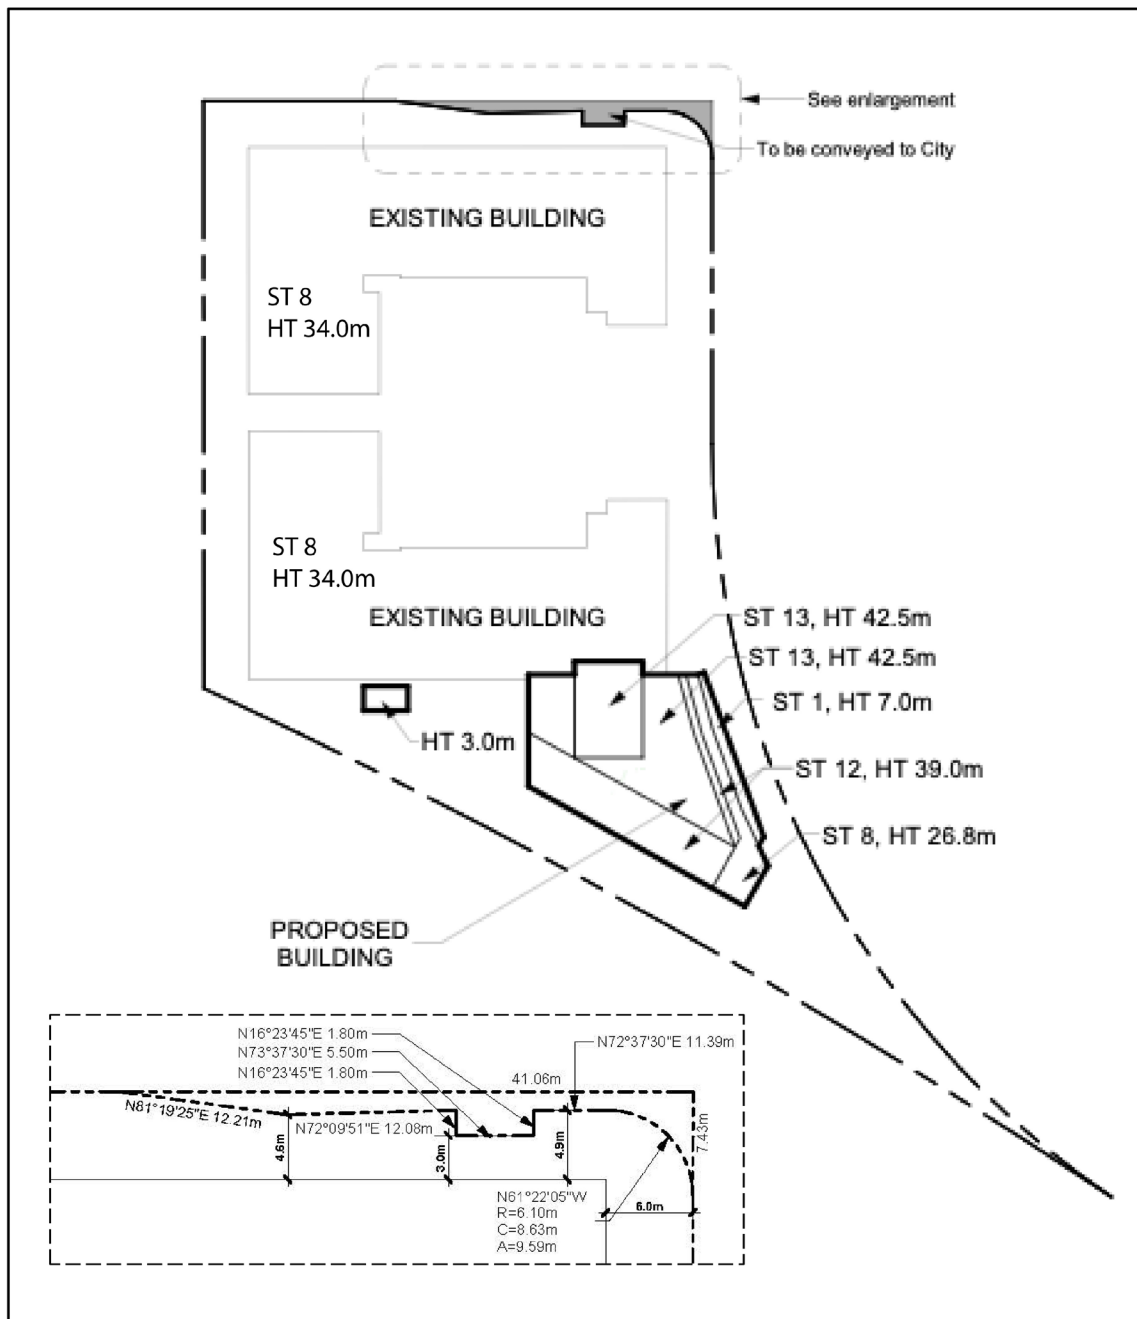 See enlargement
To be conveyed to City
EXISTING BUILDING
ST 8
HT 34.0m
ST 8
HT 34.0m
EXISTING BUILDING
ST 13, HT 42.5m
ST 13, HT 42.5m
ST 1, HT 7.0m
HT 3.0m
ST 12, HT 39.0m
ST 8, HT 26.8m
PROPOSED
BUILDING
N16°23'45"E 1.80m
N73°37'30"E 5.50m
N16°23'45"E 1.80m
N72°37'30"E 11.39m
41.06m
N81°19'25"E 12.21m
N72°09'51"E 12.08m
7.43m
4.6m
3.0m
4.9m
N61°22'05"W
R=6.10m
C=8.63m
A=9.59m
6.0m